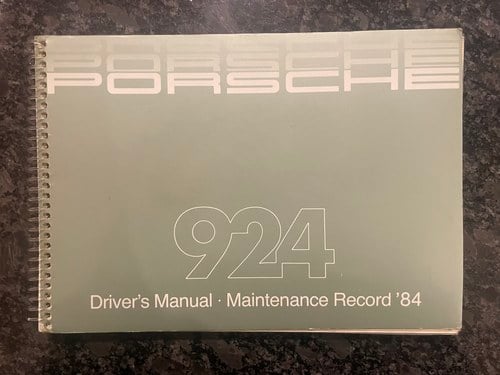 PORSCHE
PORSCHE
924
Driver's Manual · Maintenance Record '84